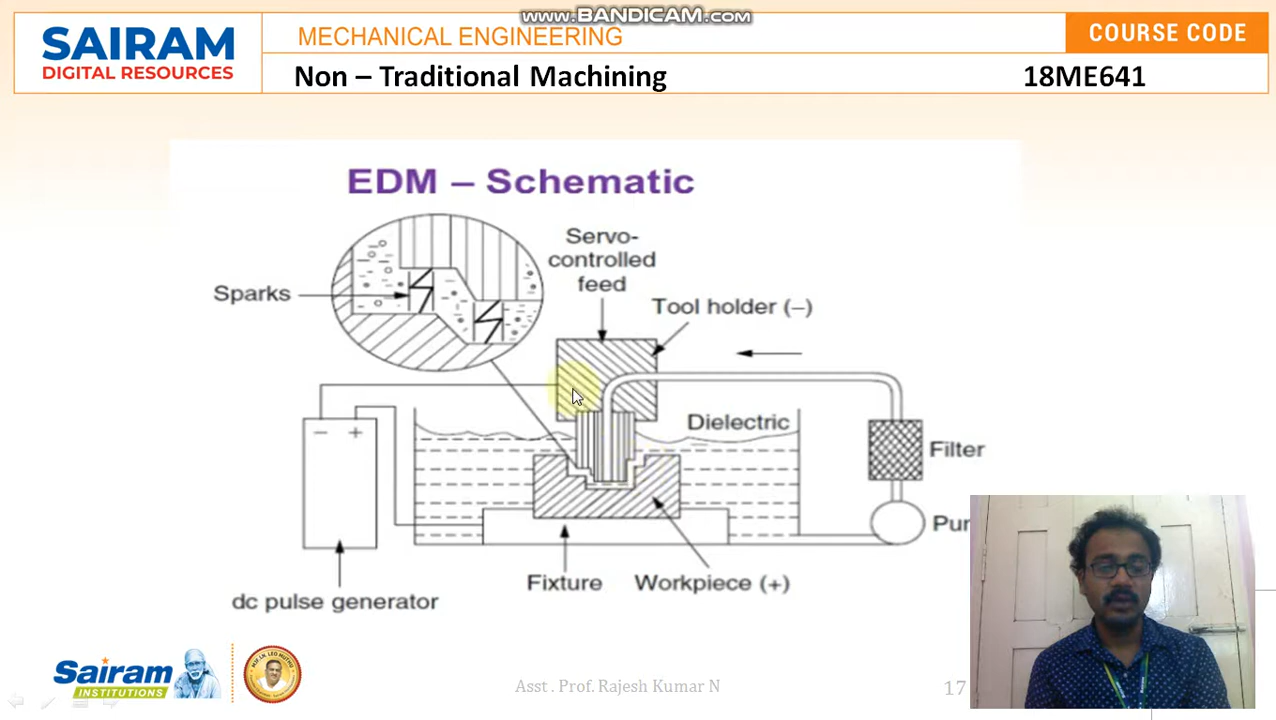 www.BANDICAM.com
SAIRAM
DIGITAL RESOURCES
MECHANICAL ENGINEERING
COURSE CODE
Non – Traditional Machining
18ME641
EDM – Schematic
Servo-
controlled
feed
Sparks
Tool holder (–)
Dielectric
– +
Filter
Pu
Fixture
Workpiece (+)
dc pulse generator
Sairam
INSTITUTIONS
Asst . Prof. Rajesh Kumar N
17